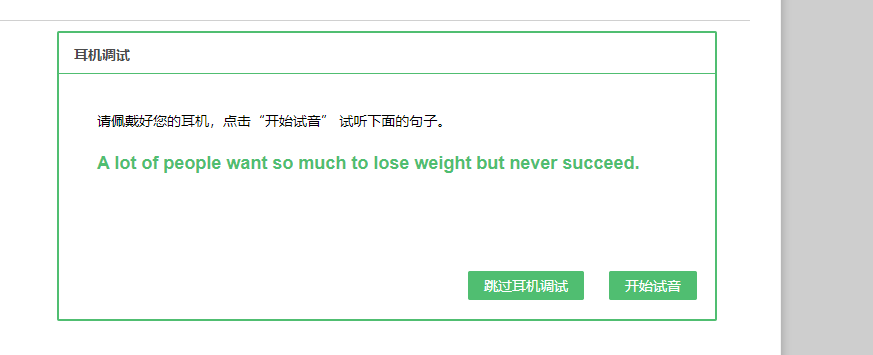 耳机调试
请佩戴好您的耳机，点击“开始试音” 试听下面的句子。
A lot of people want so much to lose weight but never succeed.
跳过耳机调试 开始试音